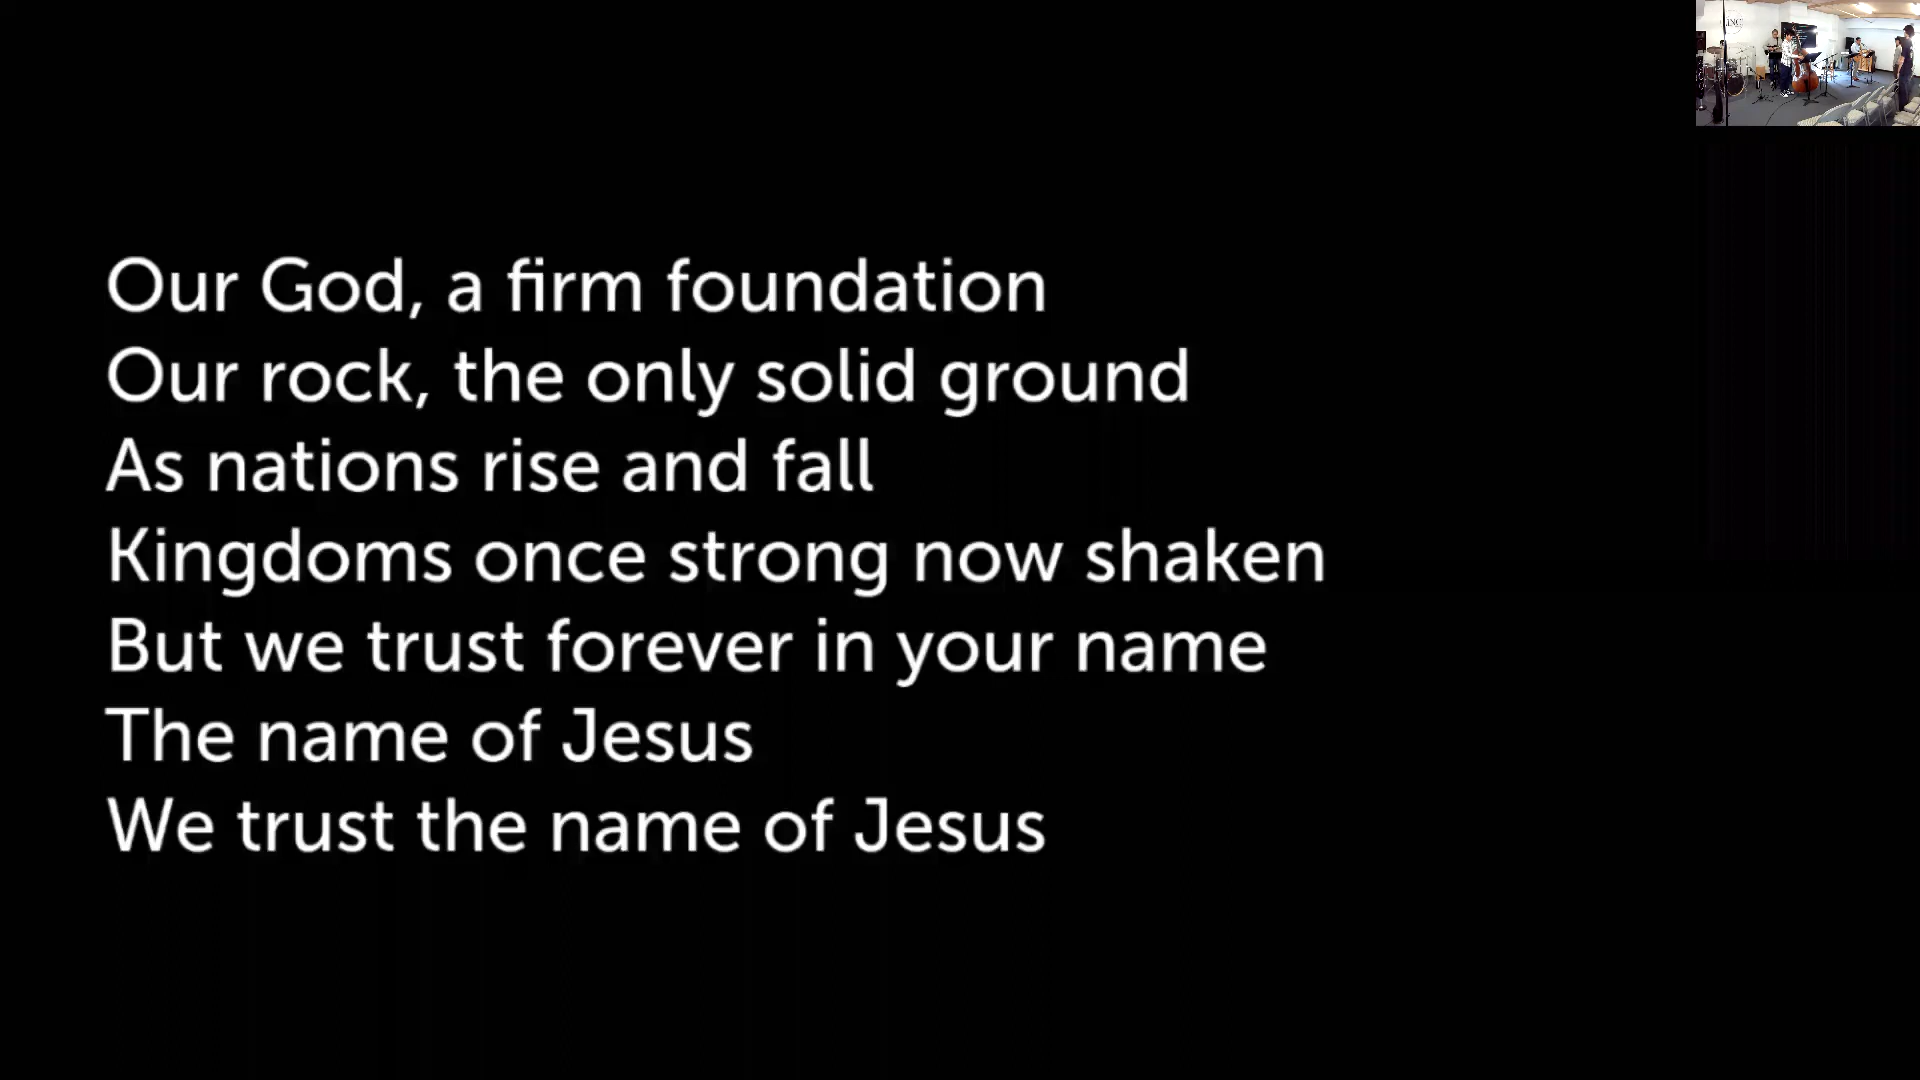 Our God, a firm foundation
Our rock, the only solid ground
As nations rise and fall
Kingdoms once strong now shaken
But we trust forever in your name
The name of Jesus
We trust the name of Jesus